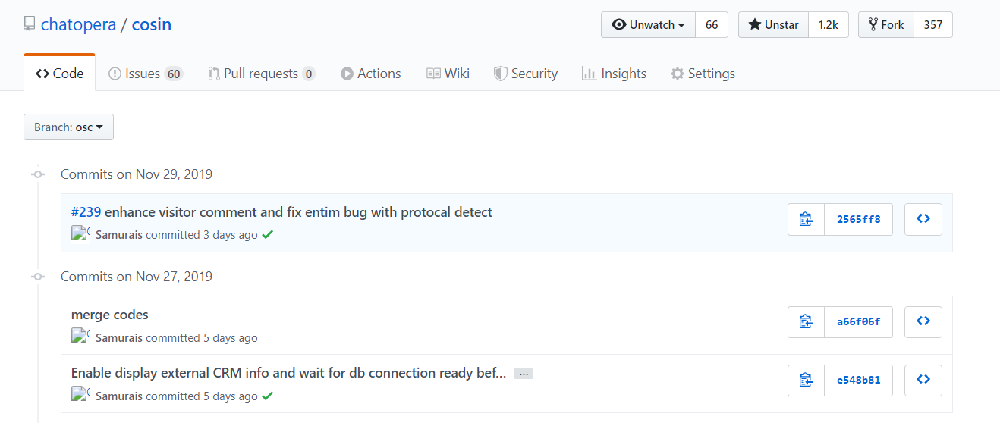 chatopera / cosin
Unwatch 66 Unstar 1.2k Fork 357
Code Issues 60 Pull requests 0 Actions Wiki Security Insights Settings
Branch: osc
Commits on Nov 29, 2019
#239 enhance visitor comment and fix entim bug with protocal detect
2565ff8
Samurais committed 3 days ago
Commits on Nov 27, 2019
merge codes
a66f06f
Samurais committed 5 days ago
Enable display external CRM info and wait for db connection ready bef... ...
e548b81
Samurais committed 5 days ago